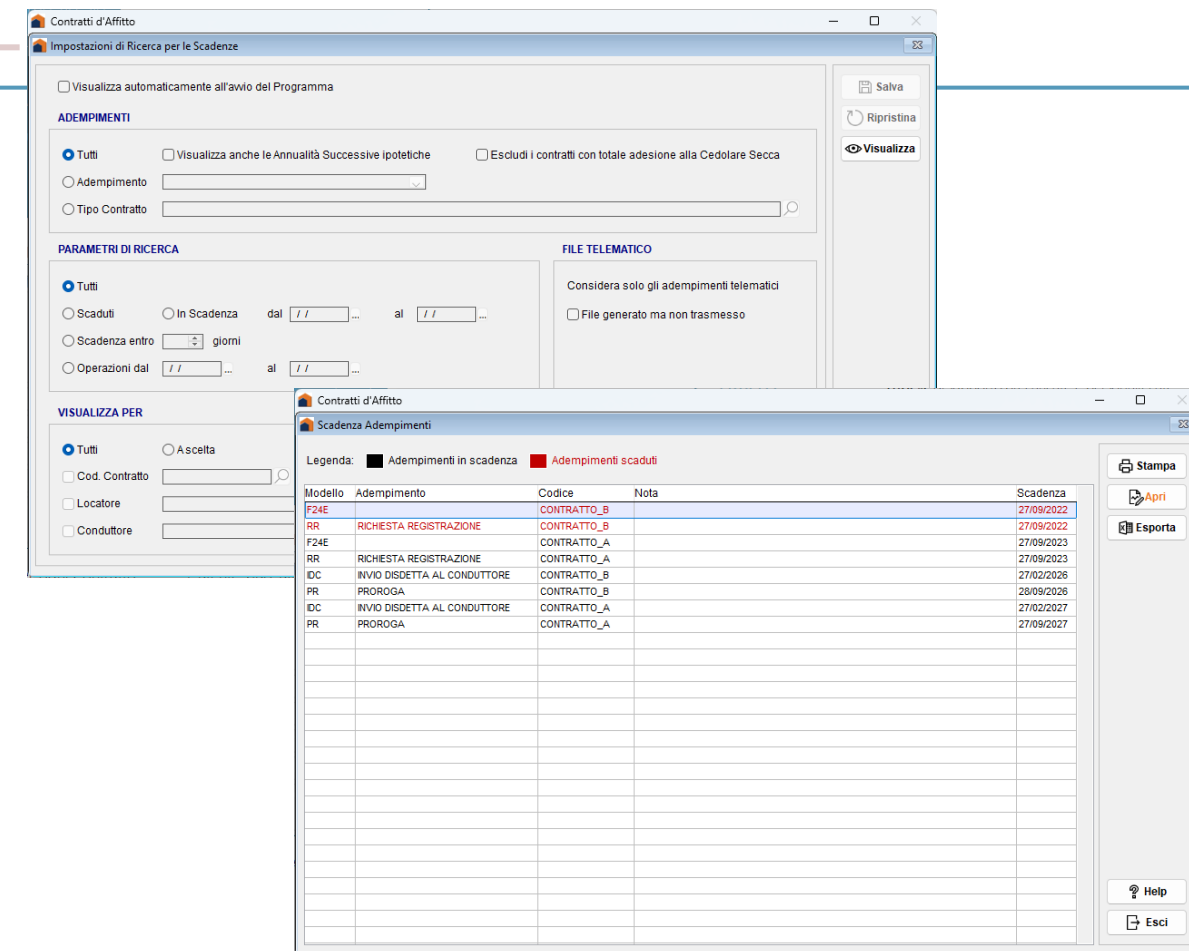 Contratti d'Affitto
Impostazioni di Ricerca per le Scadenze
Visualizza automaticamente all'avvio del Programma
Salva
ADEMPIMENTI
Ripristina
Tutti Visualizza anche le Annualità Successive ipotetiche Escludi i contratti con totale adesione alla Cedolare Secca
Visualizza
Adempimento
Tipo Contratto
PARAMETRI DI RICERCA FILE TELEMATICO
Tutti Considera solo gli adempimenti telematici
Scaduti In Scadenza dal / / ... al / / ... File generato ma non trasmesso
Scadenza entro giorni
Operazioni dal / / ... al / / ...
VISUALIZZA PER
Tutti A scelta
Cod. Contratto
Locatore
Conduttore
Contratti d'Affitto
Scadenza Adempimenti
Legenda: Adempimenti in scadenza Adempimenti scaduti
Stampa
Apri
Esporta
Modello Adempimento Codice Nota Scadenza
F24E CONTRATTO_B 27/09/2022
RR RICHIESTA REGISTRAZIONE CONTRATTO_B 27/09/2022
F24E CONTRATTO_A 27/09/2023
RR RICHIESTA REGISTRAZIONE CONTRATTO_A 27/09/2023
IDC INVIO DISDETTA AL CONDUTTORE CONTRATTO_B 27/02/2026
PR PROROGA CONTRATTO_B 28/09/2026
IDC INVIO DISDETTA AL CONDUTTORE CONTRATTO_A 27/02/2027
PR PROROGA CONTRATTO_A 27/09/2027
Help
Esci